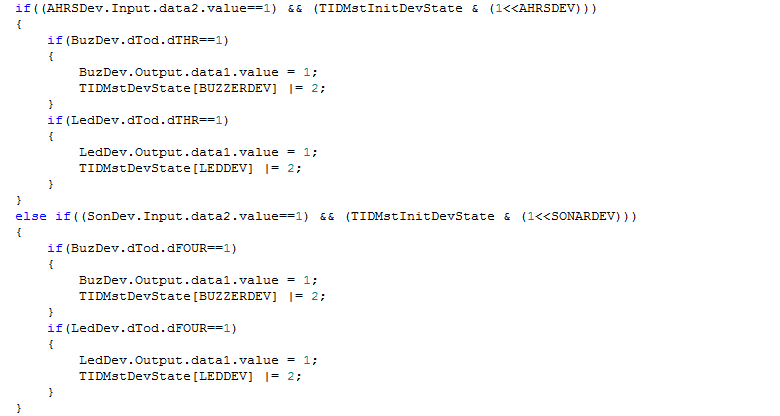 if((AHRSDev.Input.data2.value==1) && (TIDMstInitDevState & (1<<AHRSDEV)))
{
    if(BuzDev.dTod.dTHR==1)
    {
        BuzDev.Output.data1.value = 1;
        TIDMstDevState[BUZZERDEV] |= 2;
    }
    if(LedDev.dTod.dTHR==1)
    {
        LedDev.Output.data1.value = 1;
        TIDMstDevState[LEDDEV] |= 2;
    }
}
else if((SonDev.Input.data2.value==1) && (TIDMstInitDevState & (1<<SONARDEV)))
{
    if(BuzDev.dTod.dFOUR==1)
    {
        BuzDev.Output.data1.value = 1;
        TIDMstDevState[BUZZERDEV] |= 2;
    }
    if(LedDev.dTod.dFOUR==1)
    {
        LedDev.Output.data1.value = 1;
        TIDMstDevState[LEDDEV] |= 2;
    }
}